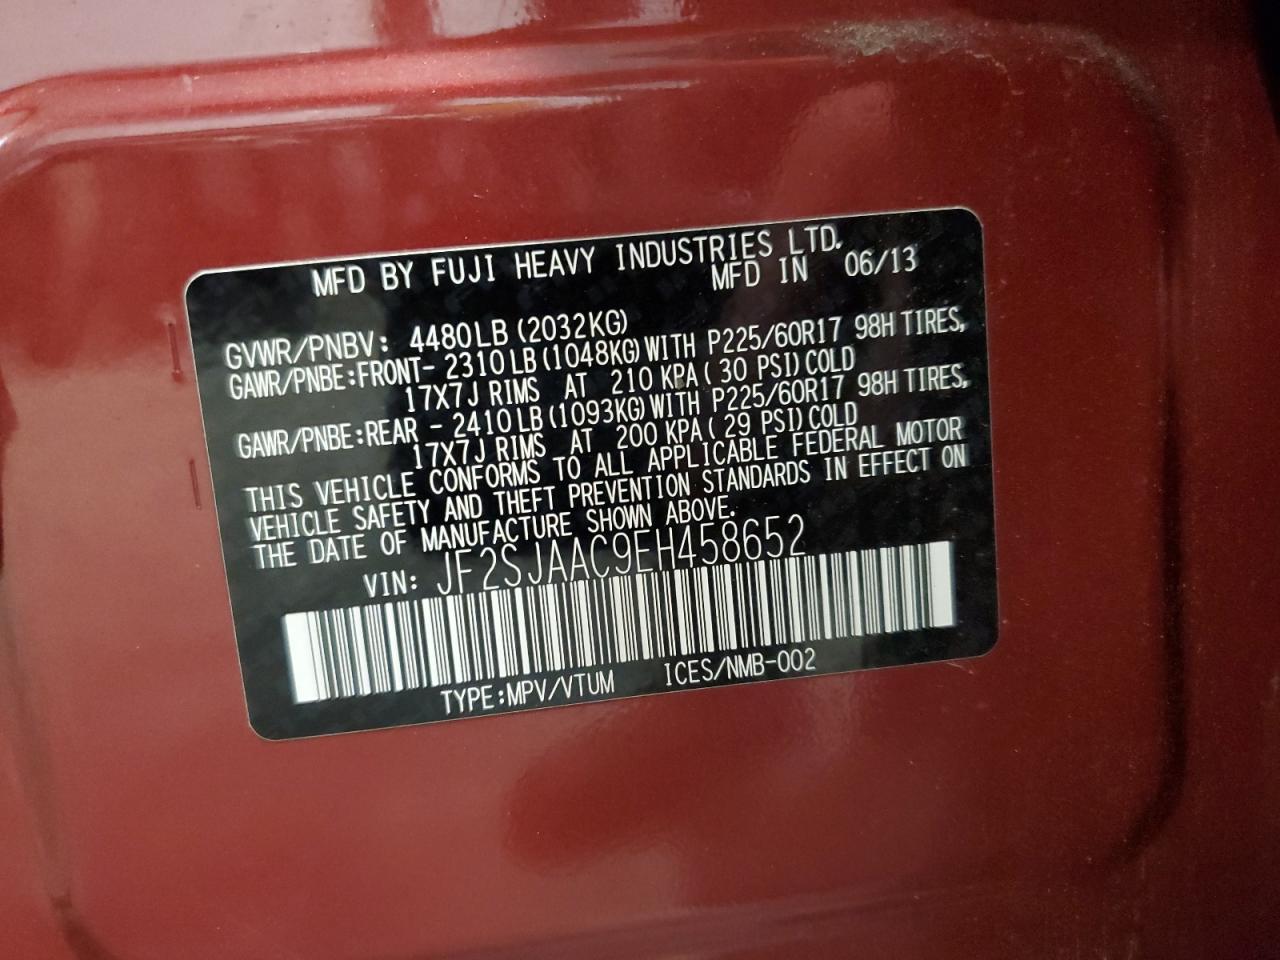 MFD BY FUJI HEAVY INDUSTRIES LTD.
MFD IN 06/13
GVWR/PNBV: 4480LB (2032KG)
GAWR/PNBE:FRONT- 2310LB (1048KG) WITH P225/60R17 98H TIRES,
17X7J RIMS AT 210 KPA( 30 PSI) COLD
GAWR/PNBE:REAR - 2410LB (1093KG) WITH P225/60R17 98H TIRES,
17X7J RIMS AT 200 KPA( 29 PSI) COLD
THIS VEHICLE CONFORMS TO ALL APPLICABLE FEDERAL MOTOR
VEHICLE SAFETY AND THEFT PREVENTION STANDARDS IN EFFECT ON
THE DATE OF MANUFACTURE SHOWN ABOVE.
VIN: JF2SJAAC9EH458652
TYPE:MPV/VTUM ICES/NMB-002